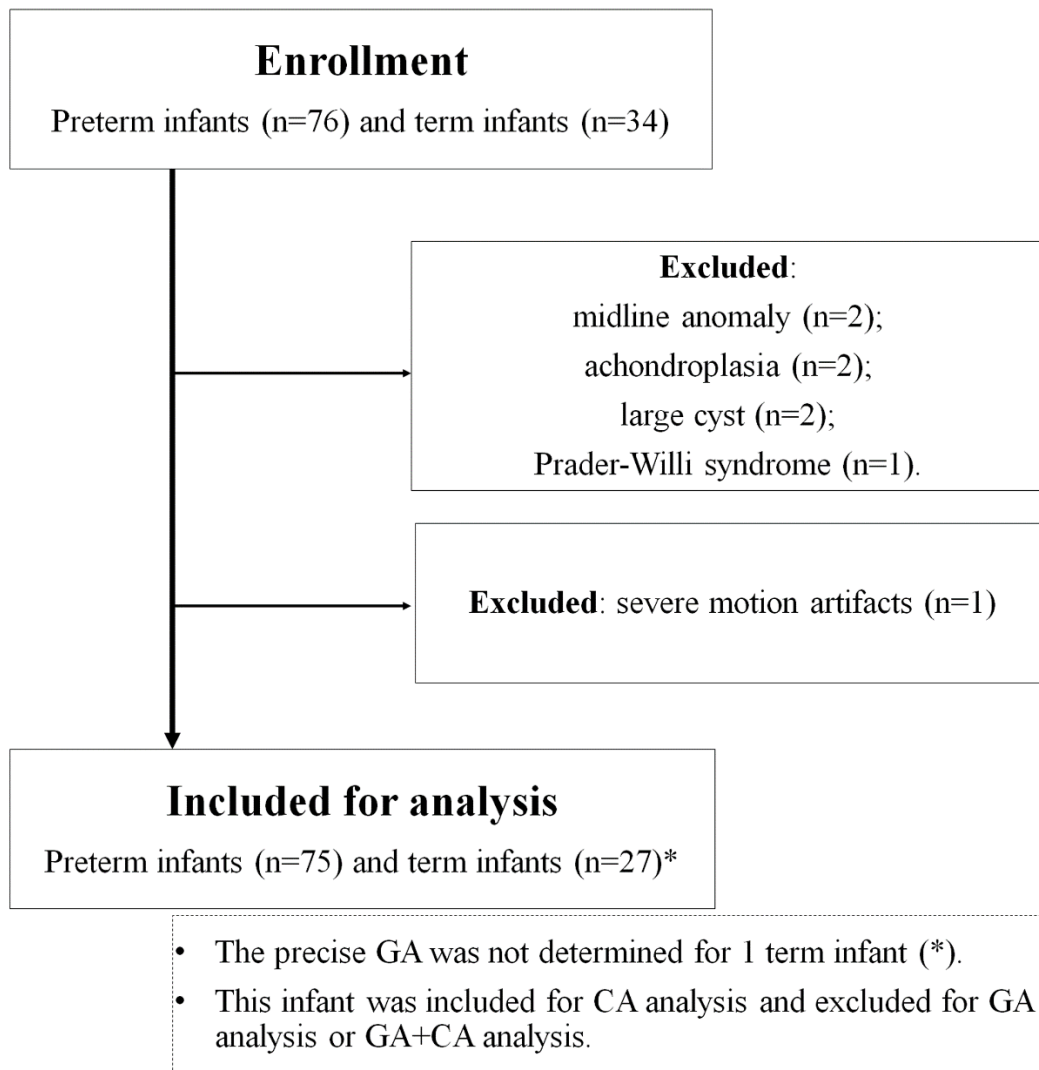 Enrollment
Preterm infants (n=76) and term infants (n=34)
Excluded:
midline anomaly (n=2);
achondroplasia (n=2);
large cyst (n=2);
Prader-Willi syndrome (n=1).
Excluded: severe motion artifacts (n=1)
Included for analysis
Preterm infants (n=75) and term infants (n=27)*
• The precise GA was not determined for 1 term infant (*).
• This infant was included for CA analysis and excluded for GA
analysis or GA+CA analysis.